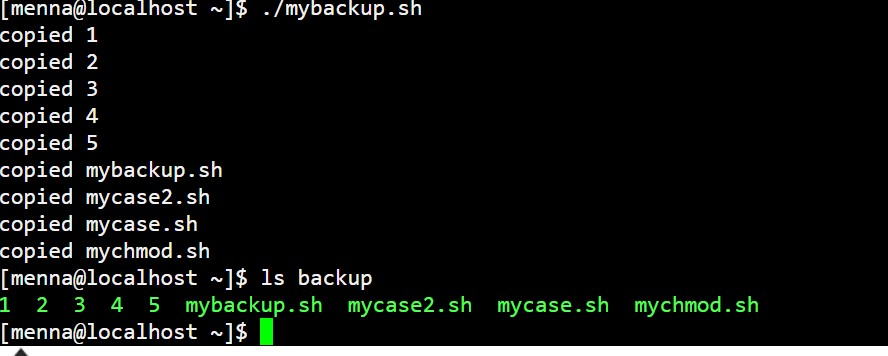 [menna@localhost ~]$ ./mybackup.sh
copied 1
copied 2
copied 3
copied 4
copied 5
copied mybackup.sh
copied mycase2.sh
copied mycase.sh
copied mychmod.sh
[menna@localhost ~]$ ls backup
1  2  3  4  5  mybackup.sh  mycase2.sh  mycase.sh  mychmod.sh
[menna@localhost ~]$